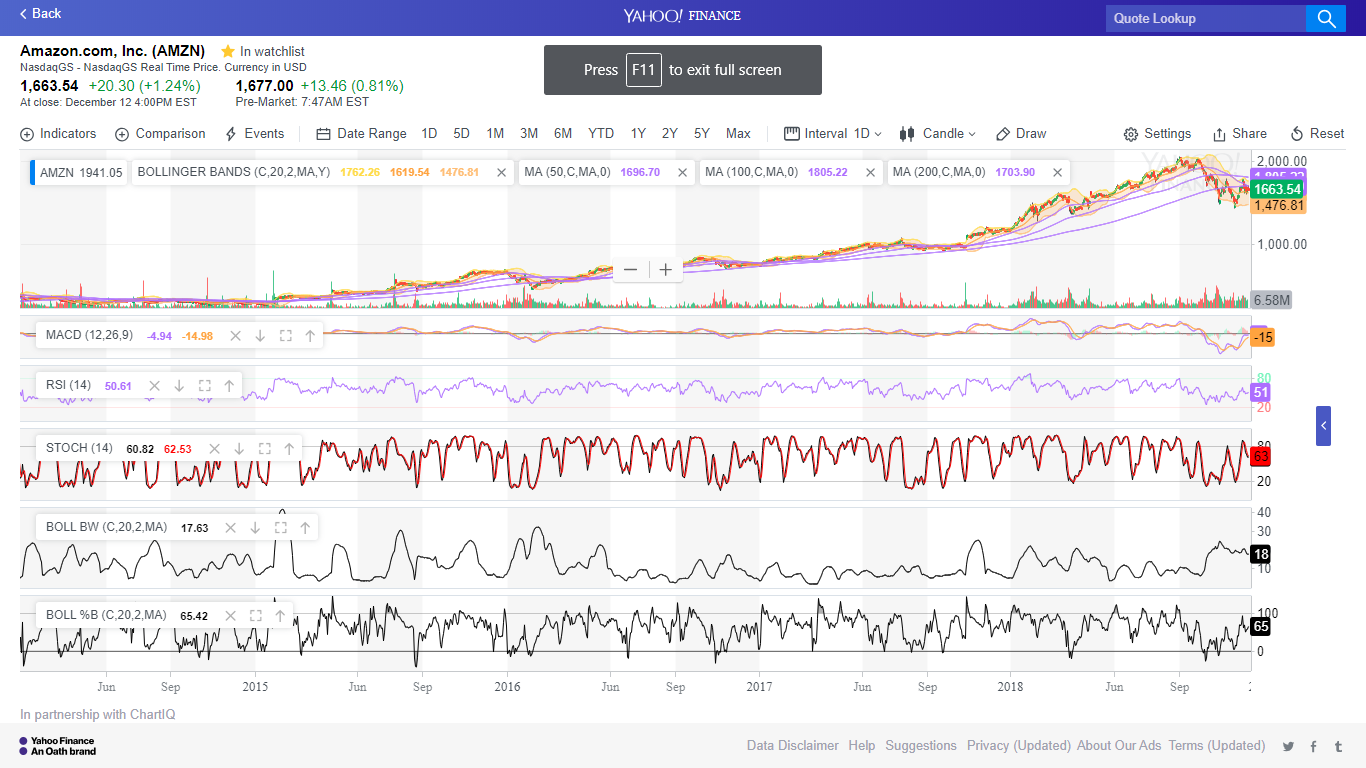 Back
YAHOO! FINANCE
Quote Lookup
Amazon.com, Inc. (AMZN) In watchlist
NasdaqGS - NasdaqGS Real Time Price. Currency in USD
1,663.54 +20.30 (+1.24%) 1,677.00 +13.46 (0.81%)
At close: December 12 4:00PM EST Pre-Market: 7:47AM EST
Press F11 to exit full screen
Indicators Comparison Events Date Range 1D 5D 1M 3M 6M YTD 1Y 2Y 5Y Max Interval 1D Candle Draw Settings Share Reset
AMZN 1941.05 BOLLINGER BANDS (C,20,2,MA,Y) 1762.26 1619.54 1476.81 MA (50,C,MA,0) 1696.70 MA (100,C,MA,0) 1805.22 MA (200,C,MA,0) 1703.90
2,000.00
1,805.22
1663.54
1,476.81
1,000.00
6.58M
MACD (12,26,9) -4.94 -14.98
-15
RSI (14) 50.61
80
51
20
STOCH (14) 60.82 62.53
80
63
20
BOLL BW (C,20,2,MA) 17.63
40
30
18
10
BOLL %B (C,20,2,MA) 65.42
100
65
0
Jun Sep 2015 Jun Sep 2016 Jun Sep 2017 Jun Sep 2018 Jun Sep
In partnership with ChartIQ
Yahoo Finance
An Oath brand
Data Disclaimer Help Suggestions Privacy (Updated) About Our Ads Terms (Updated)